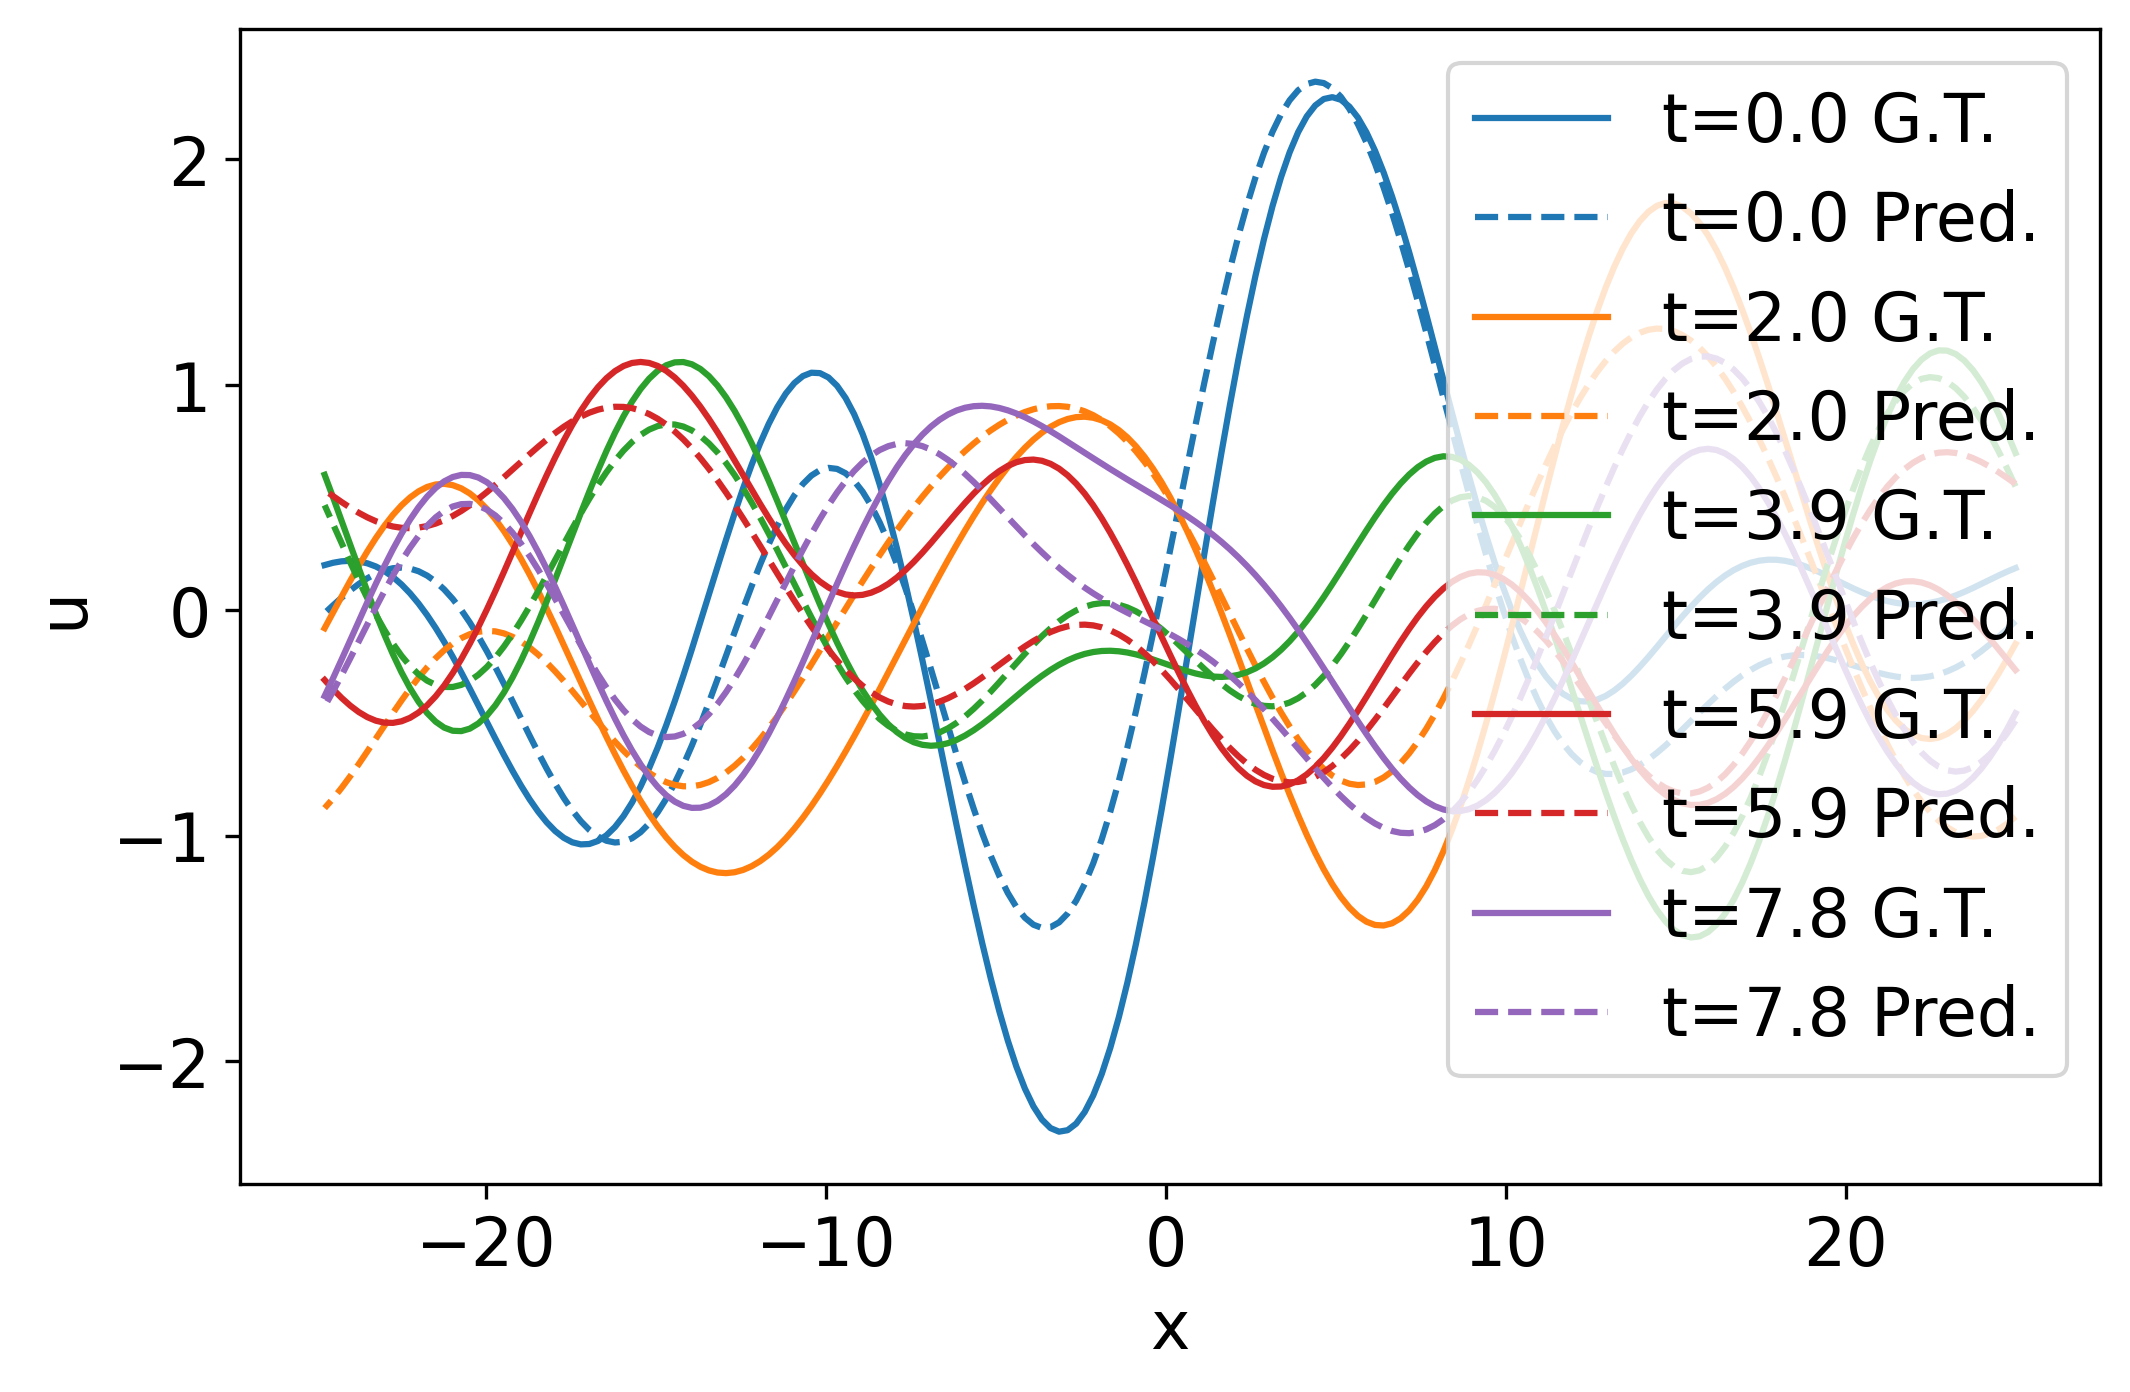 u
2
1
0
−1
−2
t=0.0 G.T.
t=0.0 Pred.
t=2.0 G.T.
t=2.0 Pred.
t=3.9 G.T.
t=3.9 Pred.
t=5.9 G.T.
t=5.9 Pred.
t=7.8 G.T.
t=7.8 Pred.
−20 −10 0 10 20
x